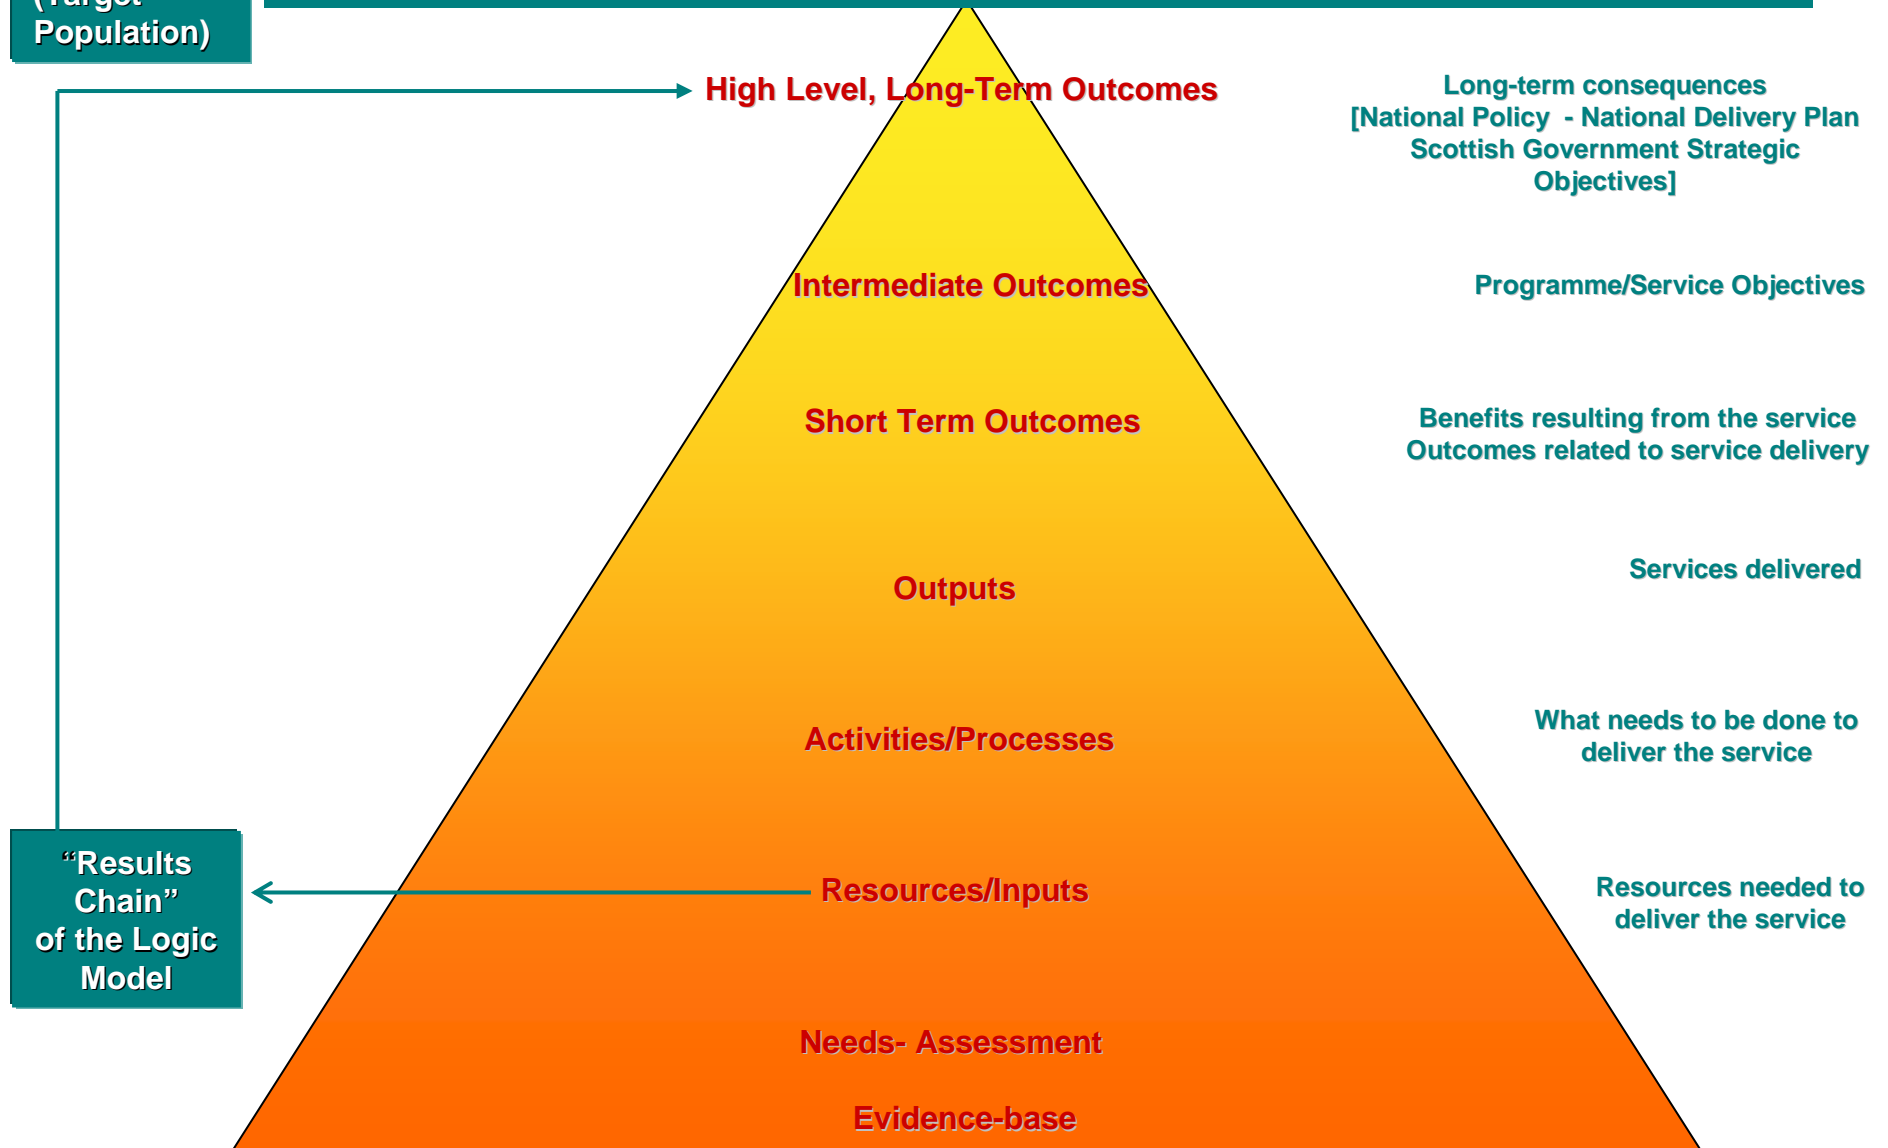 (Target
Population)
High Level, Long-Term Outcomes
Long-term consequences
[National Policy - National Delivery Plan
Scottish Government Strategic
Objectives]
Intermediate Outcomes
Programme/Service Objectives
Short Term Outcomes
Benefits resulting from the service
Outcomes related to service delivery
Outputs
Services delivered
Activities/Processes
What needs to be done to
deliver the service
“Results
Chain”
of the Logic
Model
Resources/Inputs
Resources needed to
deliver the service
Needs- Assessment
Evidence-base